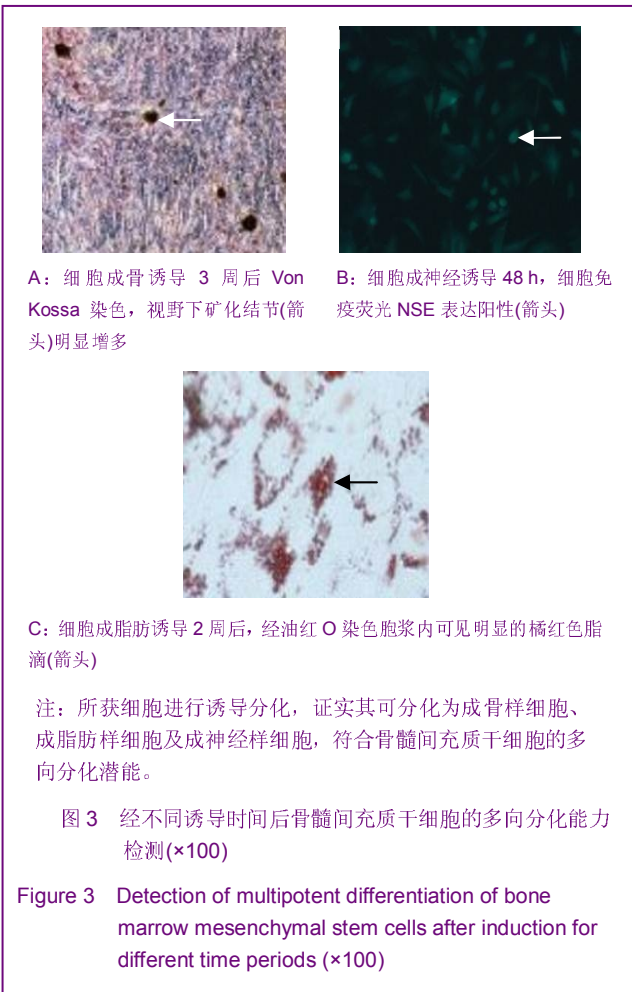 A：细胞成骨诱导 3 周后 Von
Kossa 染色，视野下矿化结节(箭
头)明显增多
B：细胞成神经诱导 48 h，细胞免
疫荧光 NSE 表达阳性(箭头)
C：细胞成脂肪诱导 2 周后，经油红 O 染色胞浆内可见明显的橘红色脂
滴(箭头)
注：所获细胞进行诱导分化，证实其可分化为成骨样细胞、
成脂肪样细胞及成神经样细胞，符合骨髓间充质干细胞的多
向分化潜能。
图 3 经不同诱导时间后骨髓间充质干细胞的多向分化能力
检测(×100)
Figure 3 Detection of multipotent differentiation of bone
marrow mesenchymal stem cells after induction for
different time periods (×100)